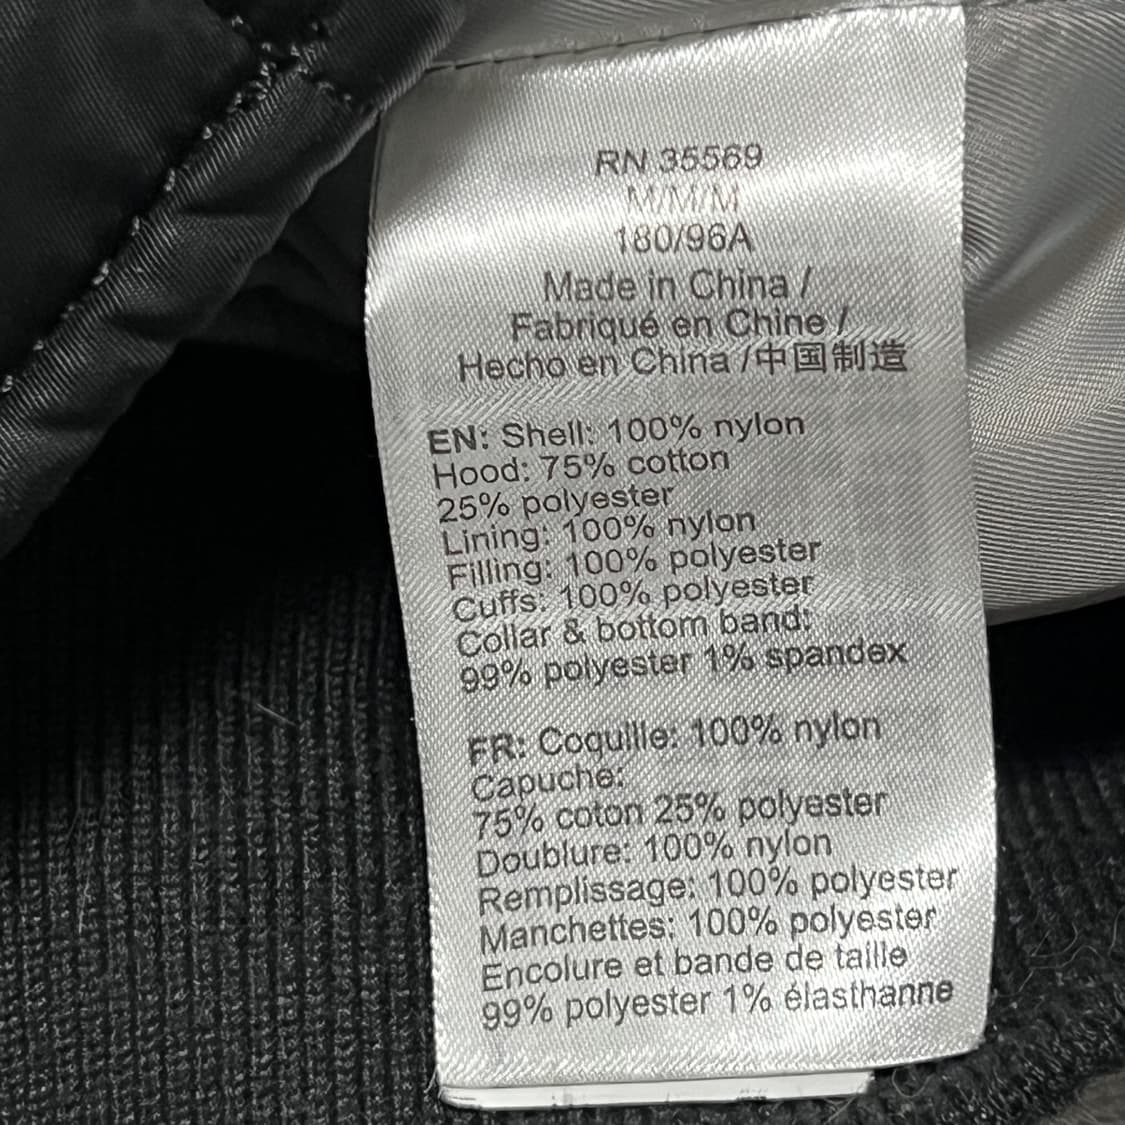 RN 35569
M/M/M
180/96A
Made in China /
Fabriqué en Chine /
Hecho en China /中国制造
EN: Shell: 100% nylon
Hood: 75% cotton
25% polyester
Lining: 100% nylon
Filling: 100% polyester
Cuffs: 100% polyester
Collar & bottom band:
99% polyester 1% spandex
FR: Coquille: 100% nylon
Capuche:
75% coton 25% polyester
Doublure: 100% nylon
Remplissage: 100% polyester
Manchettes: 100% polyester
Encolure et bande de taille
99% polyester 1% élasthanne